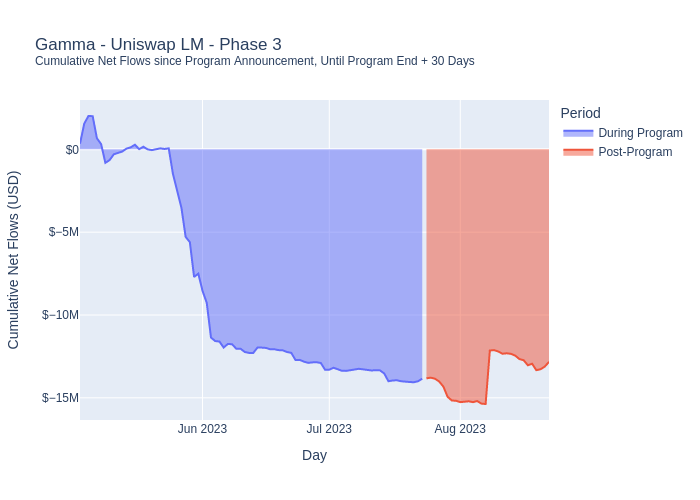 Gamma - Uniswap LM - Phase 3
Cumulative Net Flows since Program Announcement, Until Program End + 30 Days
Period
During Program
Post-Program
$0
$−5M
$−10M
$−15M
Cumulative Net Flows (USD)
Jun 2023
Jul 2023
Aug 2023
Day